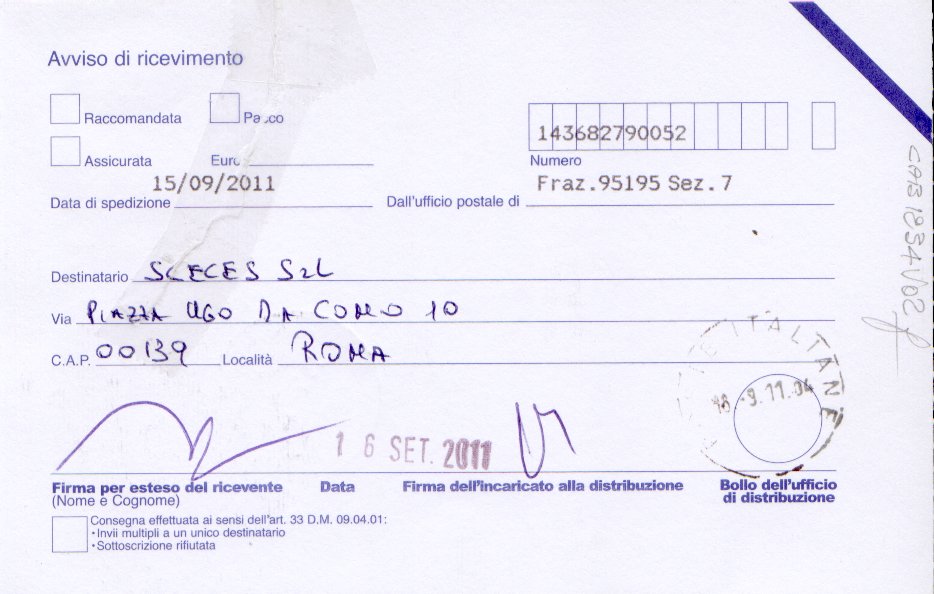 Avviso di ricevimento
Raccomandata
Pacco
143682790052
Assicurata
Euro
Numero
15/09/2011
Fraz.95195 Sez.7
Data di spedizione
Dall'ufficio postale di
Destinatario SCECES SRL
Via PIAZZA UGO DA COMO 10
C.A.P. 00139 Località ROMA
16 SET. 2011
Firma per esteso del ricevente
(Nome e Cognome)
Data
Firma dell'incaricato alla distribuzione
Bollo dell'ufficio
di distribuzione
Consegna effettuata ai sensi dell'art. 33 D.M. 09.04.01:
• Invii multipli a un unico destinatario
• Sottoscrizione rifiutata